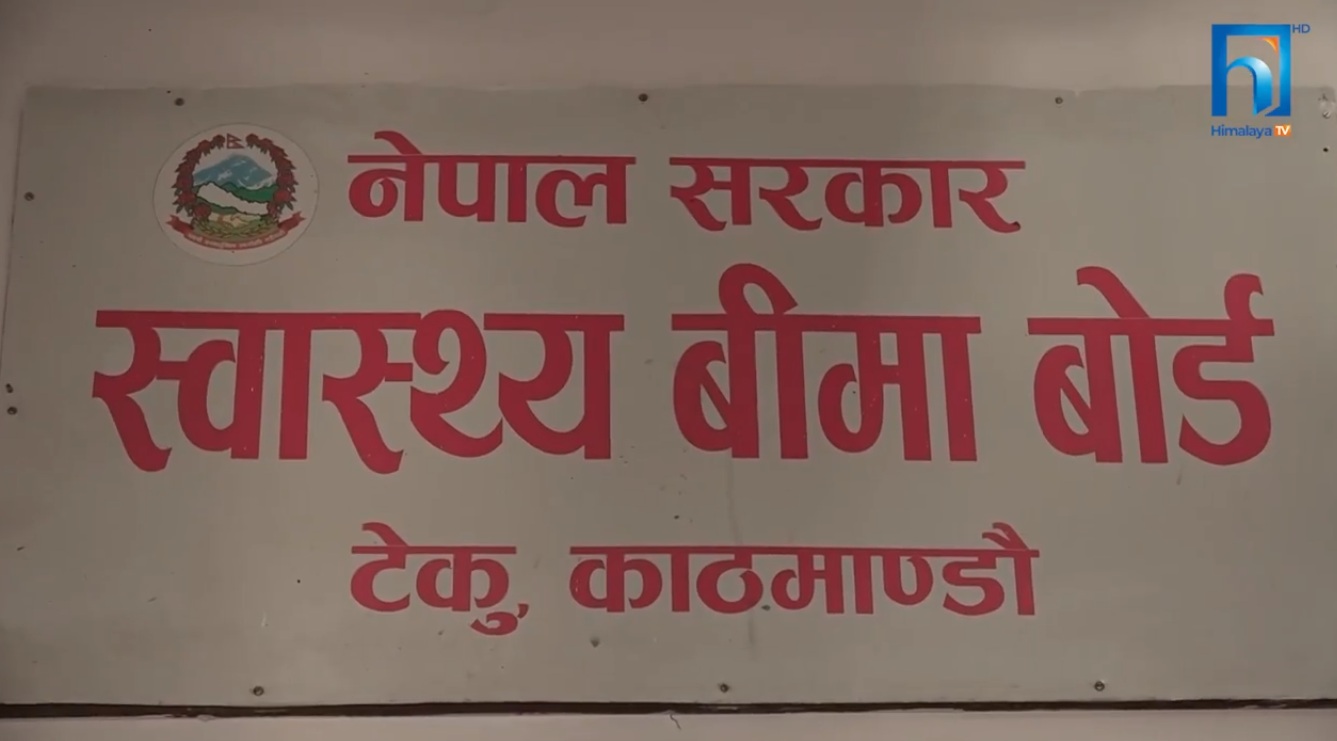 HD
Himalaya TV
नेपाल सरकार
स्वास्थ्य बीमा बोर्ड
टेकु, काठमाण्डौ